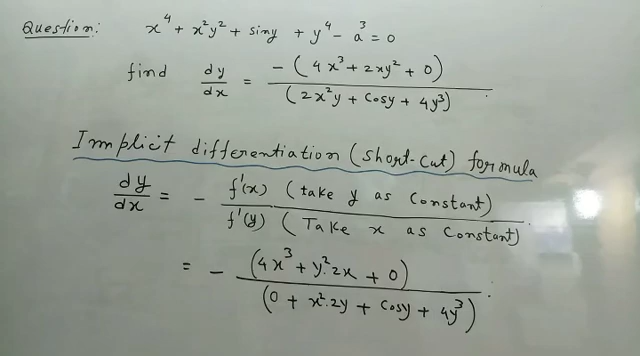 Question: x⁴ + x²y² + siny + y⁴ - a³ = 0
find dy/dx = -(4x³ + 2xy² + 0) / (2x²y + Cosy + 4y³) .
Implicit differentiation (short-cut) formula
dy/dx = - f'(x) (take y as Constant) / f'(y) (Take x as Constant) .
= - (4x³ + y².2x + 0) / (0 + x².2y + Cosy + 4y³) .